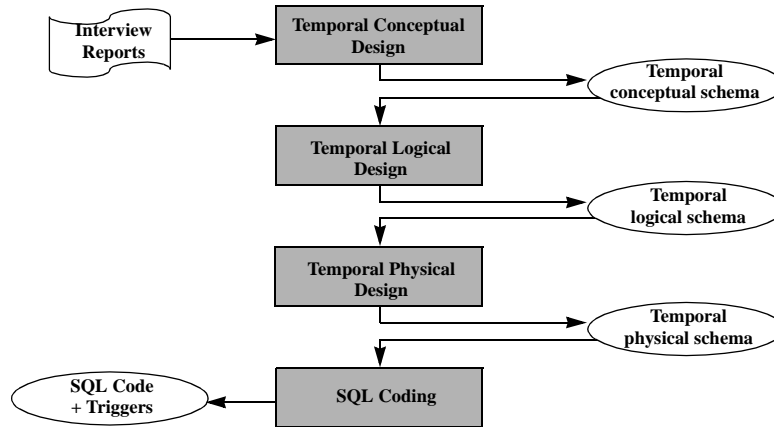 Interview
Reports
Temporal Conceptual
Design
Temporal
conceptual schema
Temporal Logical
Design
Temporal
logical schema
Temporal Physical
Design
Temporal
physical schema
SQL Coding
SQL Code
+ Triggers